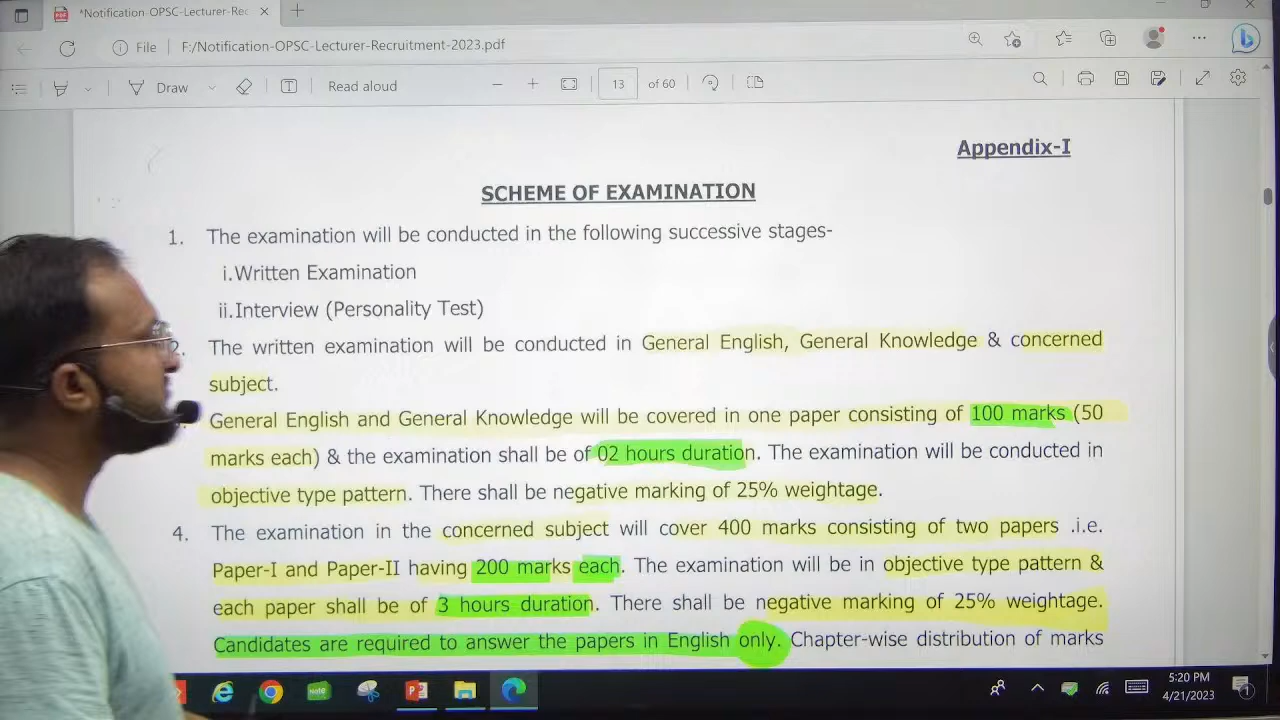 *Notification-OPSC-Lecturer-Rec
File
F:/Notification-OPSC-Lecturer-Recruitment-2023.pdf
Draw
Read aloud
13
of 60
Appendix-I
SCHEME OF EXAMINATION
1. The examination will be conducted in the following successive stages-
i.Written Examination
ii.Interview (Personality Test)
The written examination will be conducted in General English, General Knowledge & concerned
subject.
General English and General Knowledge will be covered in one paper consisting of 100 marks (50
marks each) & the examination shall be of 02 hours duration. The examination will be conducted in
objective type pattern. There shall be negative marking of 25% weightage.
4. The examination in the concerned subject will cover 400 marks consisting of two papers .i.e.
Paper-I and Paper-II having 200 marks each. The examination will be in objective type pattern &
each paper shall be of 3 hours duration. There shall be negative marking of 25% weightage.
Candidates are required to answer the papers in English only. Chapter-wise distribution of marks
Note
5:20 PM
4/21/2023